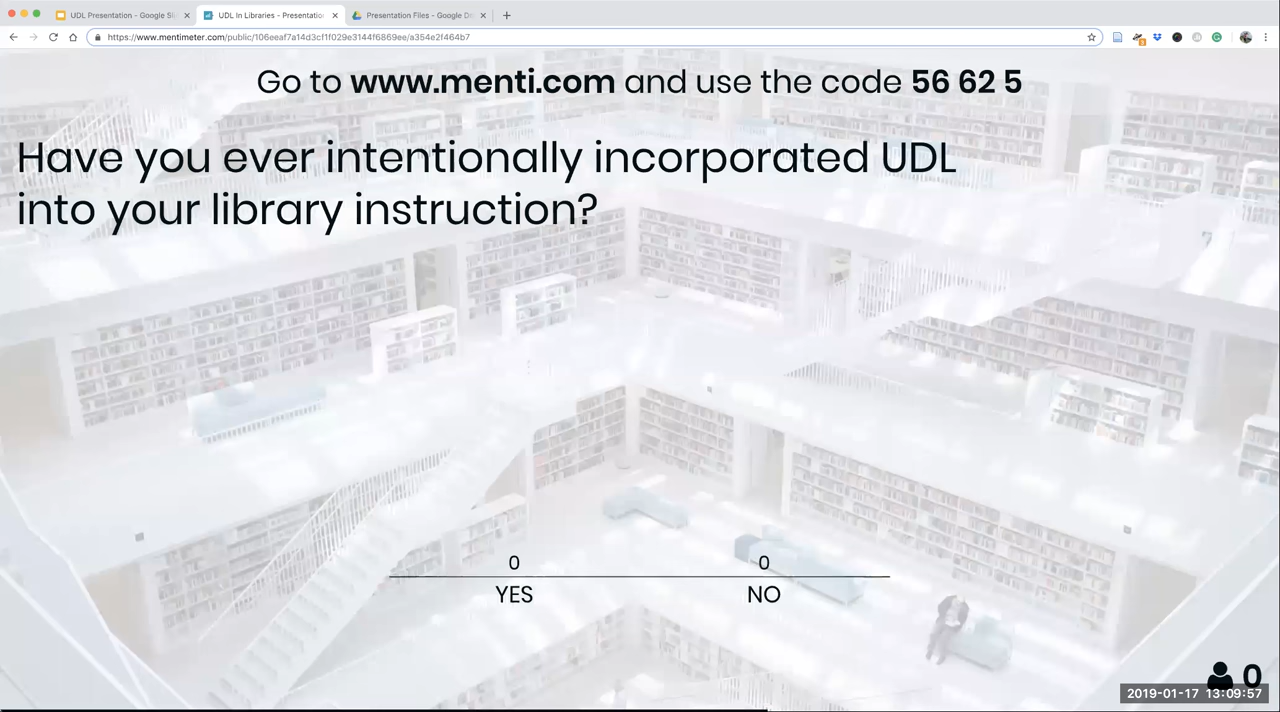 UDL Presentation - Google Sli
UDL In Libraries - Presentation
Presentation Files - Google Dr
https://www.mentimeter.com/public/106eeaf7a14d3cf1f029e3144f6869ee/a354e2f464b7
Go to www.menti.com and use the code 56 62 5
Have you ever intentionally incorporated UDL
into your library instruction?
0
0
YES
NO
0
2019-01-17 13:09:57